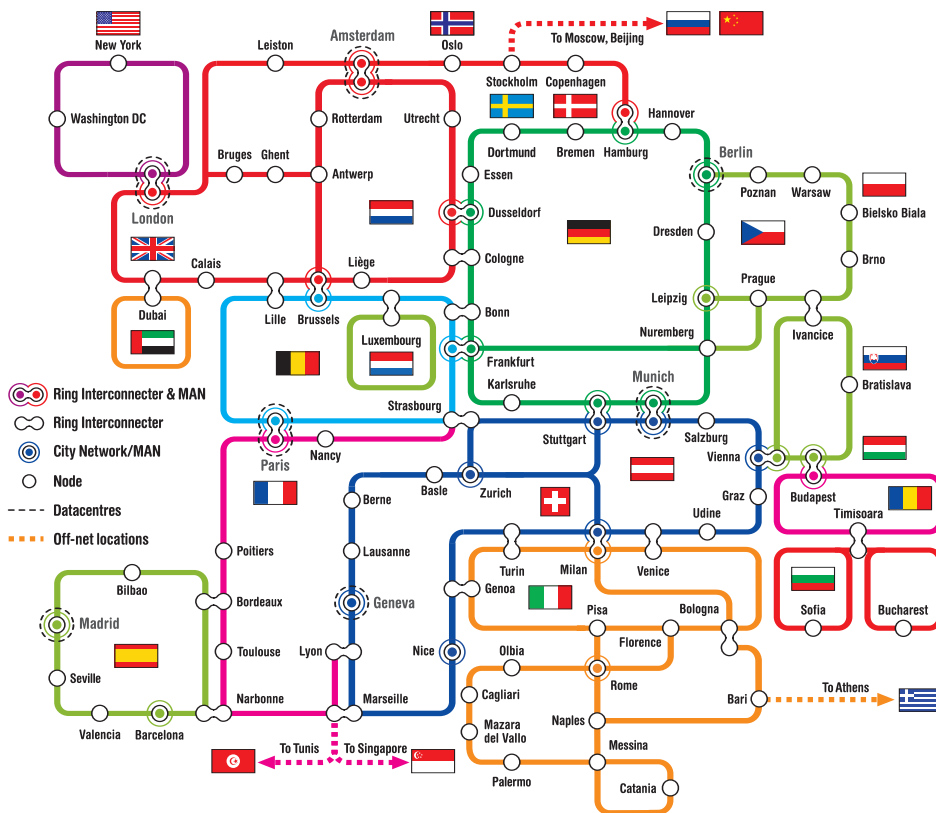 New York
Leiston
Amsterdam
Oslo
To Moscow, Beijing
Stockholm
Copenhagen
Washington DC
Rotterdam
Utrecht
Hannover
Dortmund
Bremen
Hamburg
Berlin
Bruges
Ghent
Antwerp
Essen
Poznan
Warsaw
London
Dusseldorf
Bielsko Biala
Dresden
Cologne
Brno
Calais
Liège
Leipzig
Prague
Dubai
Lille
Brussels
Bonn
Ivancice
Luxembourg
Nuremberg
Frankfurt
Karlsruhe
Munich
Bratislava
Ring Interconnecter & MAN
Ring Interconnecter
City Network/MAN
Node
Datacentres
Off-net locations
Strasbourg
Stuttgart
Salzburg
Paris
Nancy
Vienna
Basle
Zurich
Budapest
Berne
Graz
Udine
Timisoara
Poitiers
Lausanne
Turin
Milan
Venice
Bilbao
Bordeaux
Geneva
Genoa
Madrid
Pisa
Bologna
Sofia
Bucharest
Florence
Toulouse
Lyon
Nice
Olbia
Seville
Rome
Cagliari
Narbonne
Marseille
Bari
To Athens
Valencia
Barcelona
Mazara
del Vallo
Naples
To Tunis
To Singapore
Messina
Palermo
Catania